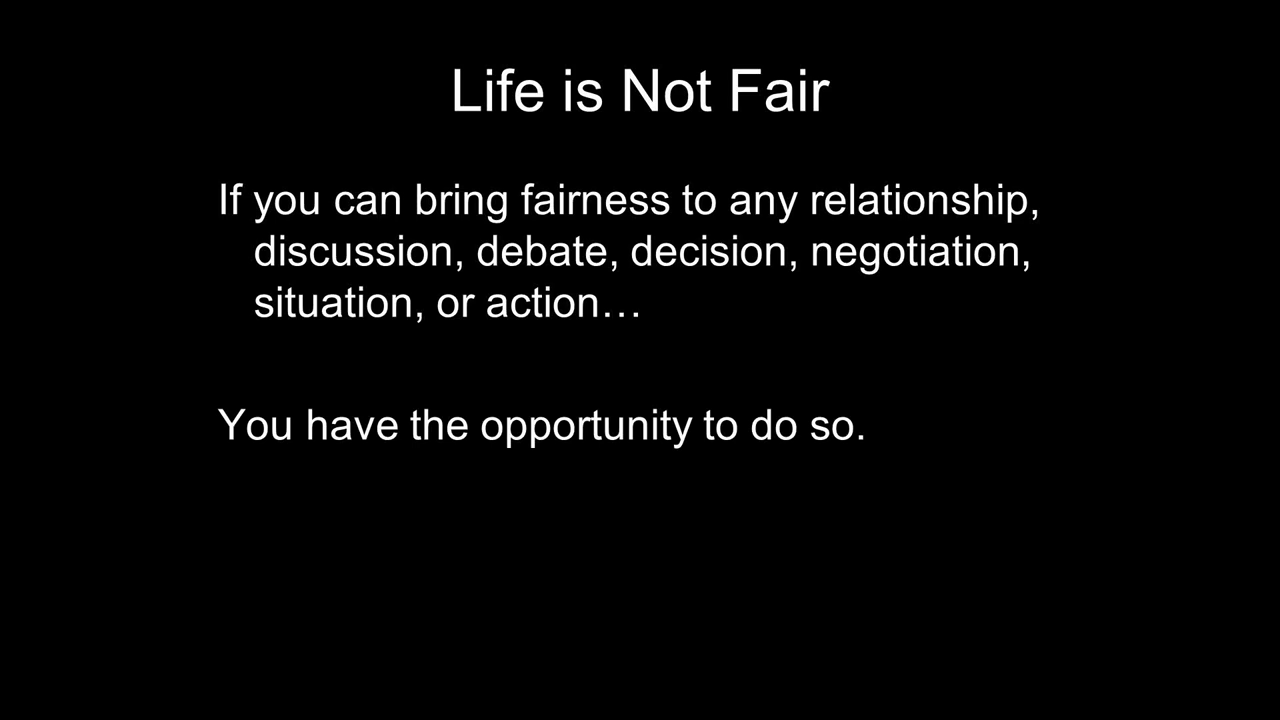 Life is Not Fair
If you can bring fairness to any relationship,
discussion, debate, decision, negotiation,
situation, or action…
You have the opportunity to do so.